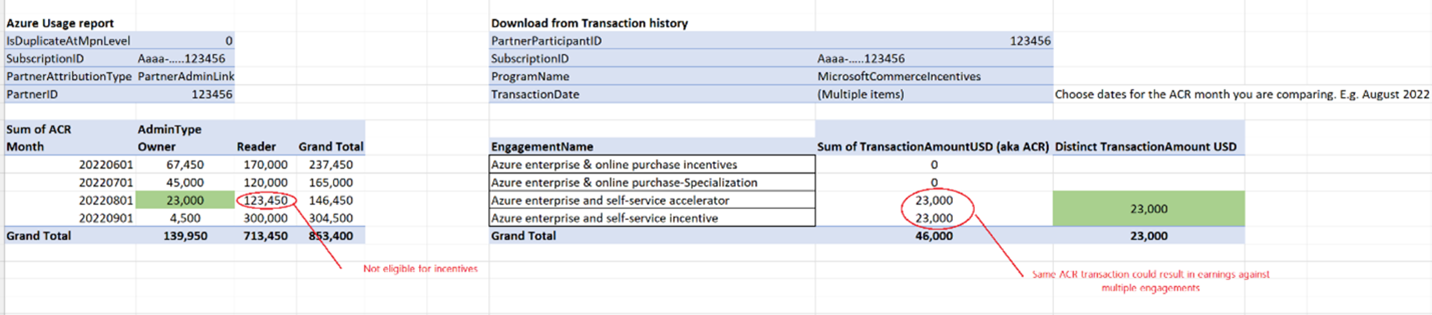 Azure Usage report
IsDuplicateAtMpnLevel 0
SubscriptionID Aaaa-.....123456
PartnerAttributionType PartnerAdminLink
PartnerID 123456
Sum of ACR AdminType
Month Owner Reader Grand Total
20220601 67,450 170,000 237,450
20220701 45,000 120,000 165,000
20220801 23,000 123,450 146,450
20220901 4,500 300,000 304,500
Grand Total 139,950 713,450 853,400
Not eligible for incentives
Download from Transaction history
PartnerParticipantID 123456
SubscriptionID Aaaa-.....123456
ProgramName MicrosoftCommerceIncentives
TransactionDate (Multiple items) Choose dates for the ACR month you are comparing. E.g. August 2022
EngagementName Sum of TransactionAmountUSD (aka ACR) Distinct TransactionAmount USD
Azure enterprise & online purchase incentives 0
Azure enterprise & online purchase-Specialization 0
Azure enterprise and self-service accelerator 23,000
23,000
Azure enterprise and self-service incentive 23,000
Grand Total 46,000 23,000
Same ACR transaction could result in earnings against
multiple engagements